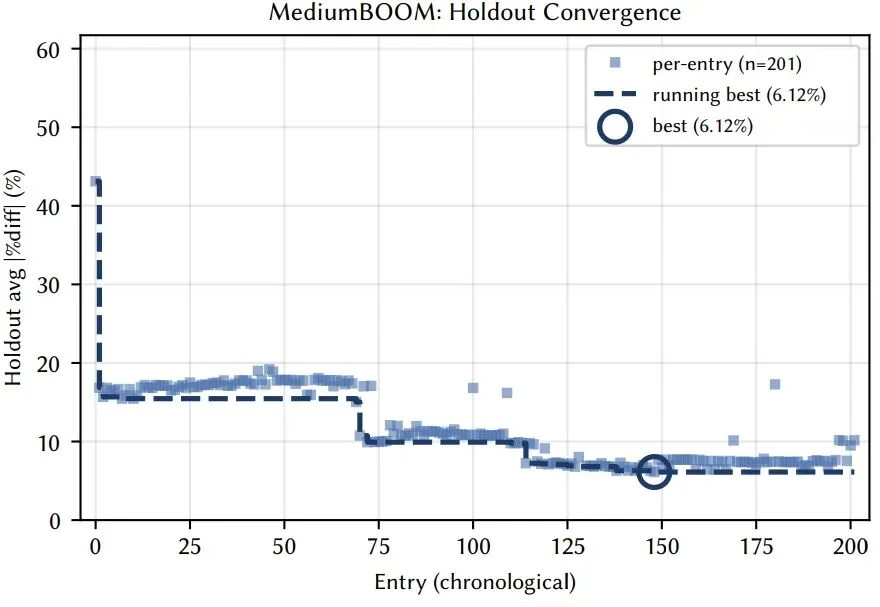 MediumBOOM: Holdout Convergence
60
50
40
30
20
10
0
Holdout avg |%diff| (%)
per-entry (n=201)
running best (6.12%)
best (6.12%)
0 25 50 75 100 125 150 175 200
Entry (chronological)